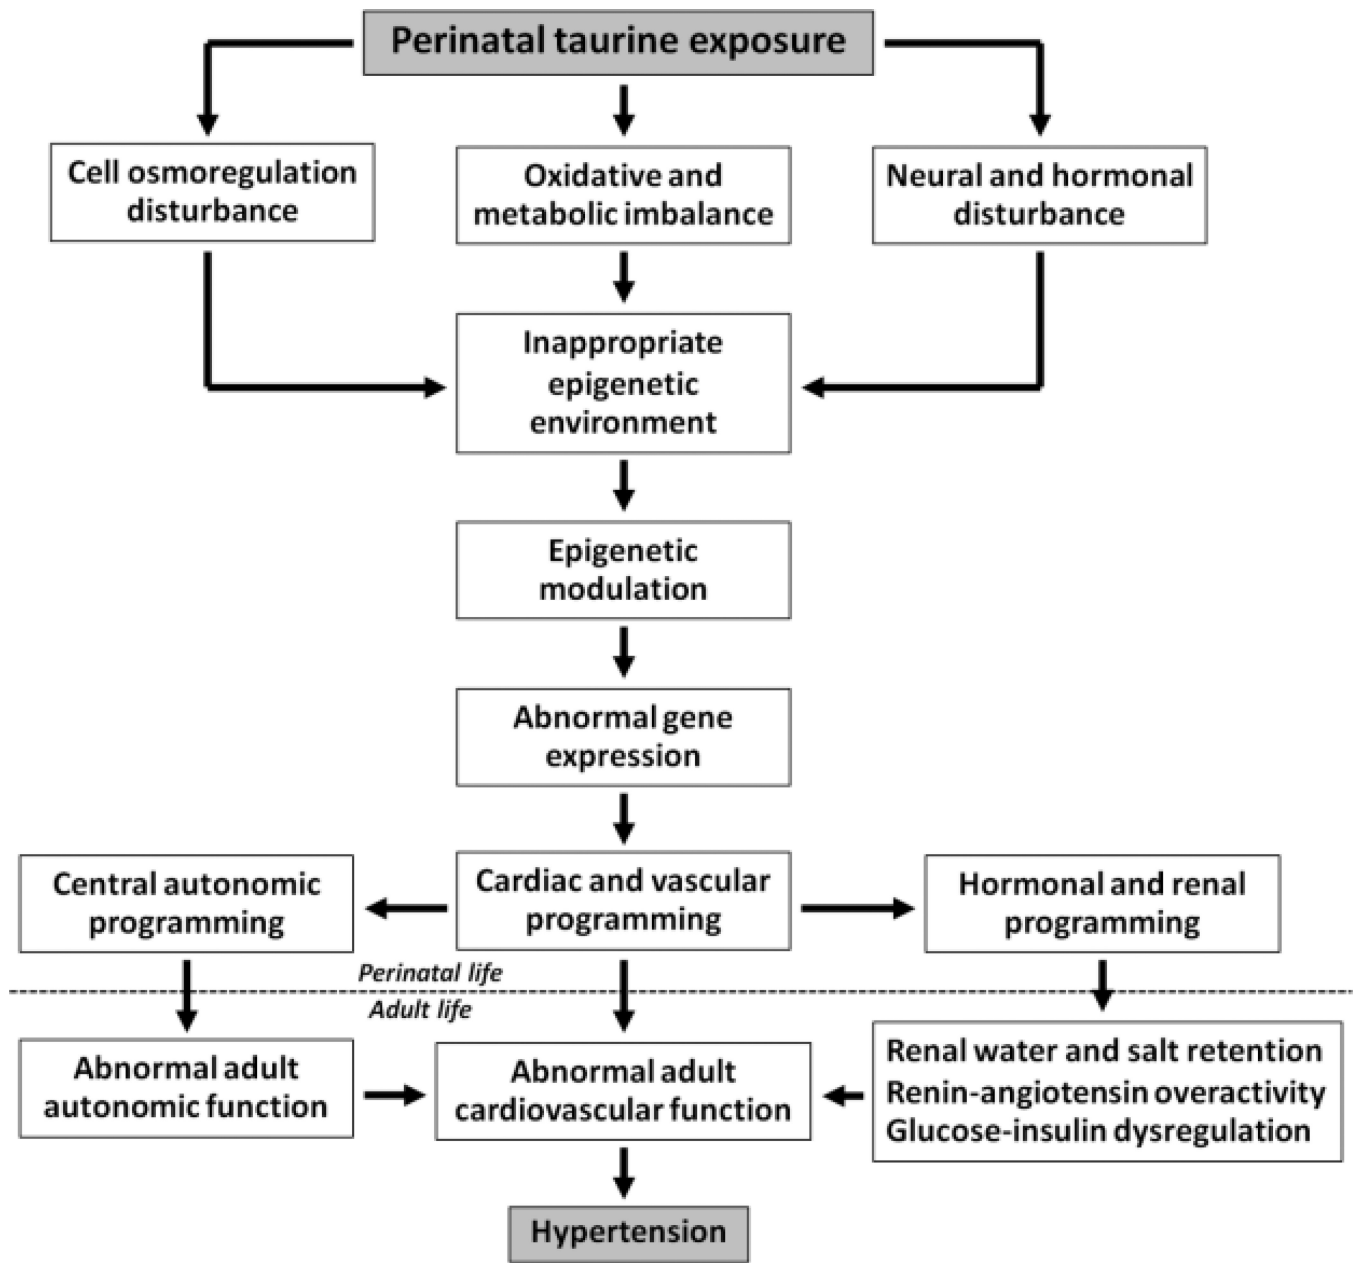 Perinatal taurine exposure
Cell osmoregulation
disturbance
Oxidative and
metabolic imbalance
Neural and hormonal
disturbance
Inappropriate
epigenetic
environment
Epigenetic
modulation
Abnormal gene
expression
Central autonomic
programming
Cardiac and vascular
programming
Hormonal and renal
programming
Perinatal life
Adult life
Abnormal adult
autonomic function
Abnormal adult
cardiovascular function
Renal water and salt retention
Renin-angiotensin overactivity
Glucose-insulin dysregulation
Hypertension